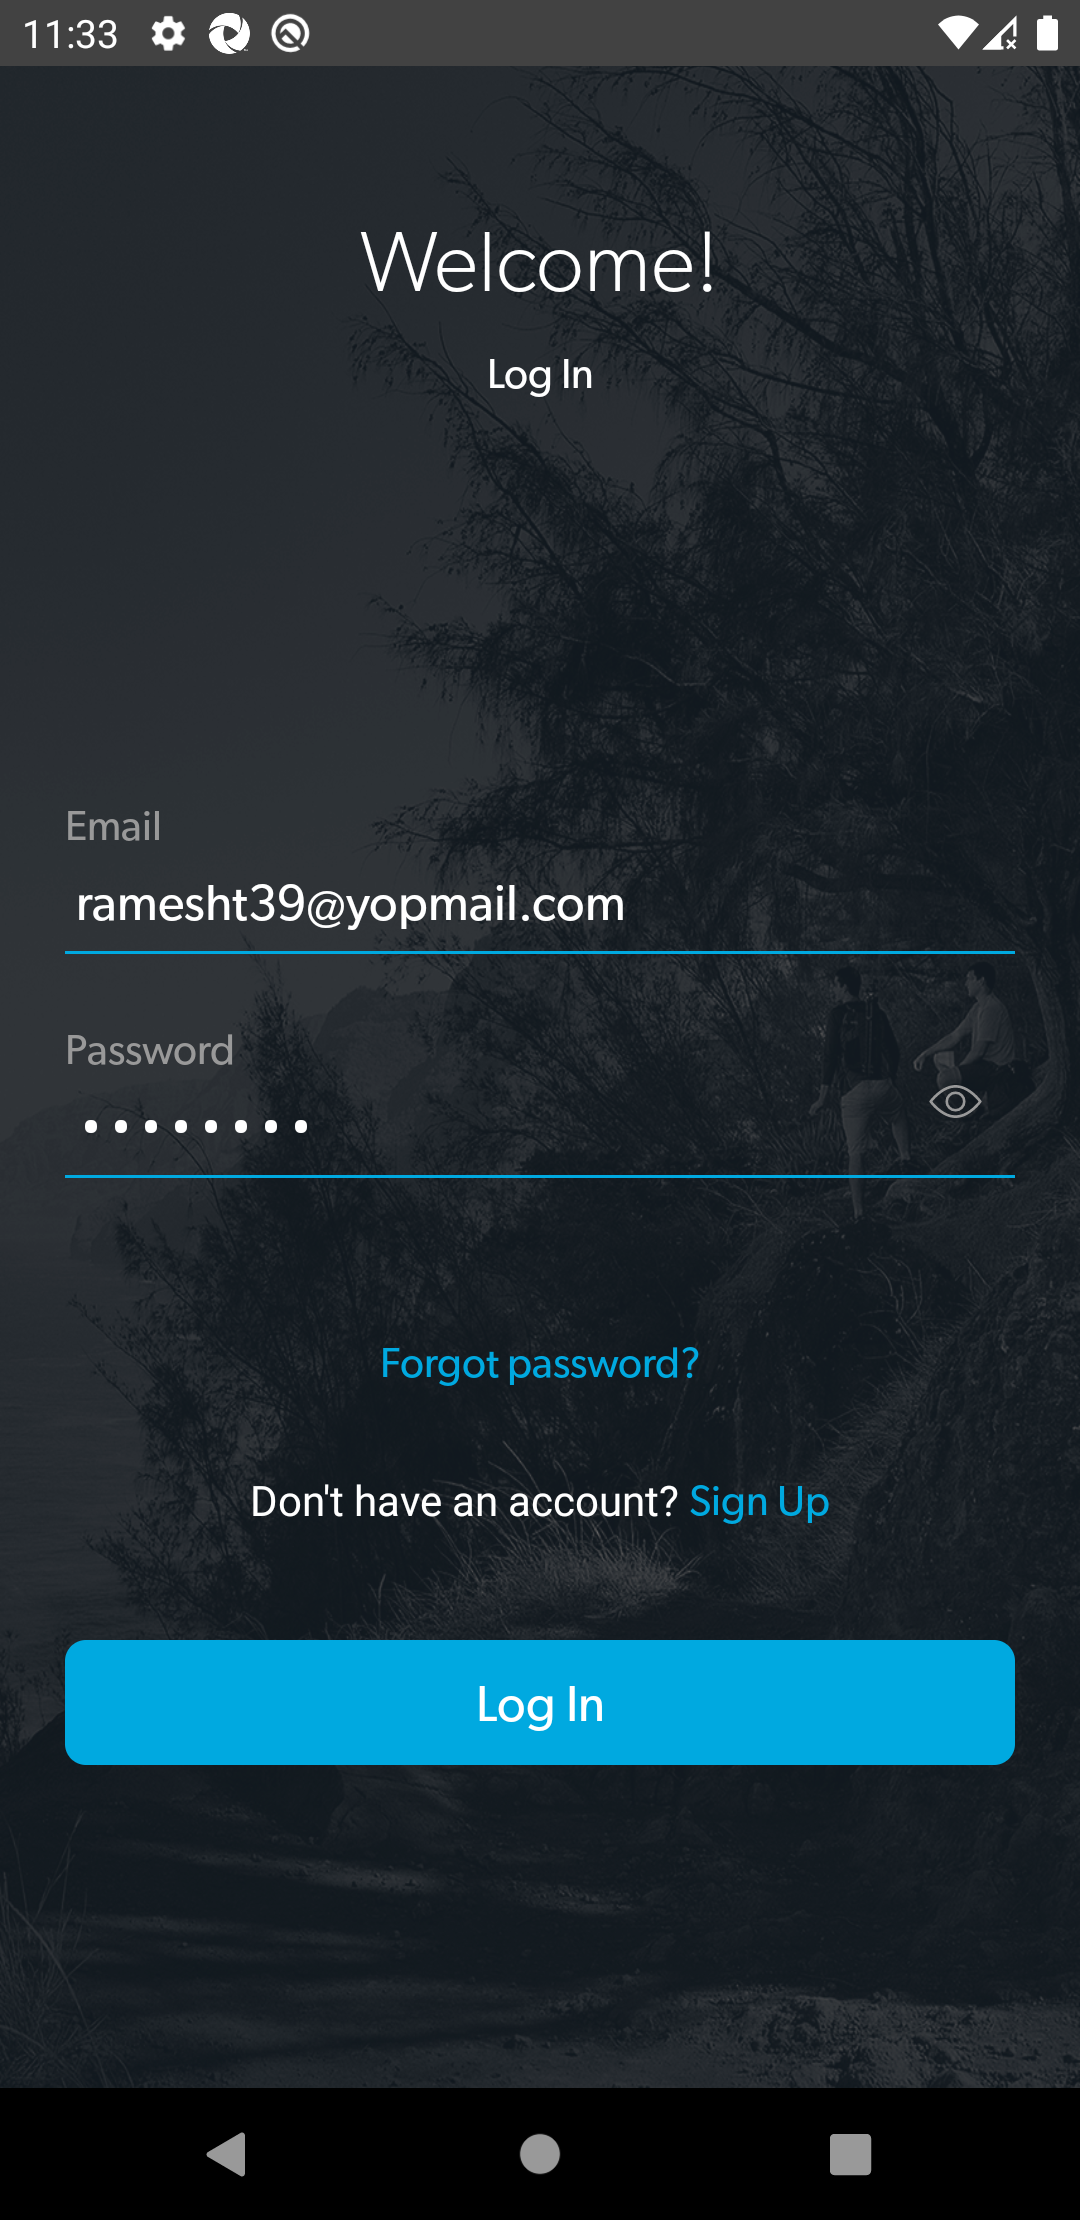 11:33
Welcome!
Log In
Email
ramesht39@yopmail.com
Password
••••••••
Forgot password?
Don't have an account? Sign Up
Log In